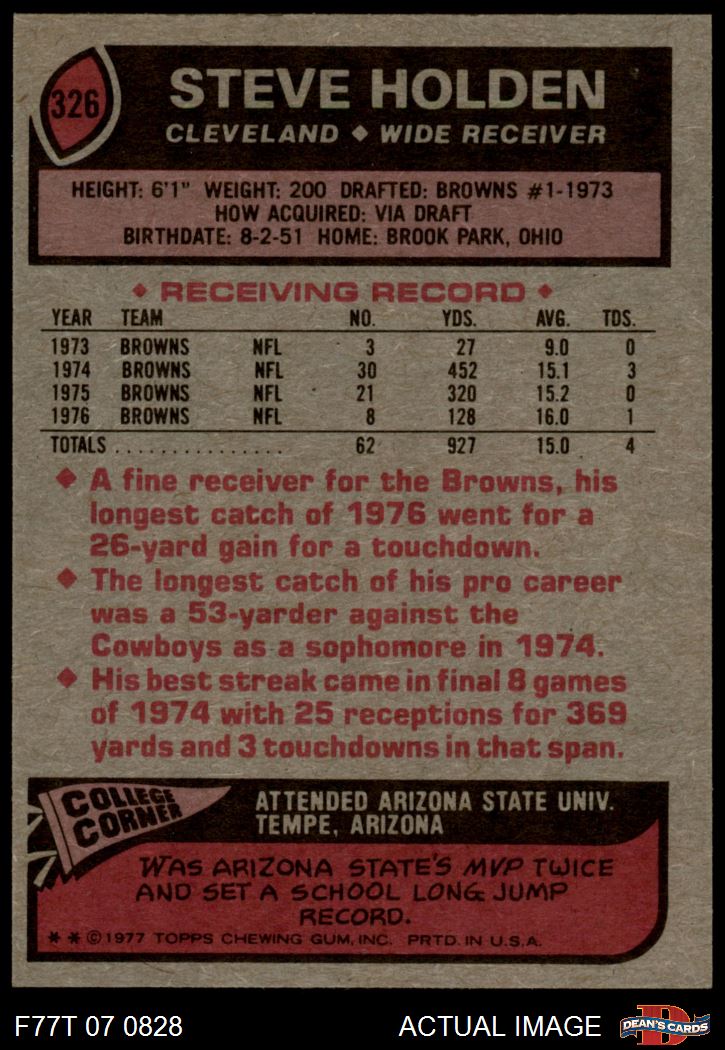 326
STEVE HOLDEN
CLEVELAND ◆ WIDE RECEIVER
HEIGHT: 6'1" WEIGHT: 200 DRAFTED: BROWNS #1-1973
HOW ACQUIRED: VIA DRAFT
BIRTHDATE: 8-2-51 HOME: BROOK PARK, OHIO
◆ RECEIVING RECORD ◆
YEAR TEAM NO. YDS. AVG. TDS.
1973 BROWNS NFL 3 27 9.0 0
1974 BROWNS NFL 30 452 15.1 3
1975 BROWNS NFL 21 320 15.2 0
1976 BROWNS NFL 8 128 16.0 1
TOTALS . . . . . . . . . . . . . . . 62 927 15.0 4
◆ A fine receiver for the Browns, his
longest catch of 1976 went for a
26-yard gain for a touchdown.
◆ The longest catch of his pro career
was a 53-yarder against the
Cowboys as a sophomore in 1974.
◆ His best streak came in final 8 games
of 1974 with 25 receptions for 369
yards and 3 touchdowns in that span.
COLLEGE
CORNER
ATTENDED ARIZONA STATE UNIV.
TEMPE, ARIZONA
WAS ARIZONA STATE'S MVP TWICE
AND SET A SCHOOL LONG JUMP
RECORD.
* * © 1977 TOPPS CHEWING GUM, INC. PRTD. IN U.S.A.
F77T 07 0828 ACTUAL IMAGE
D
DEAN'S CARDS